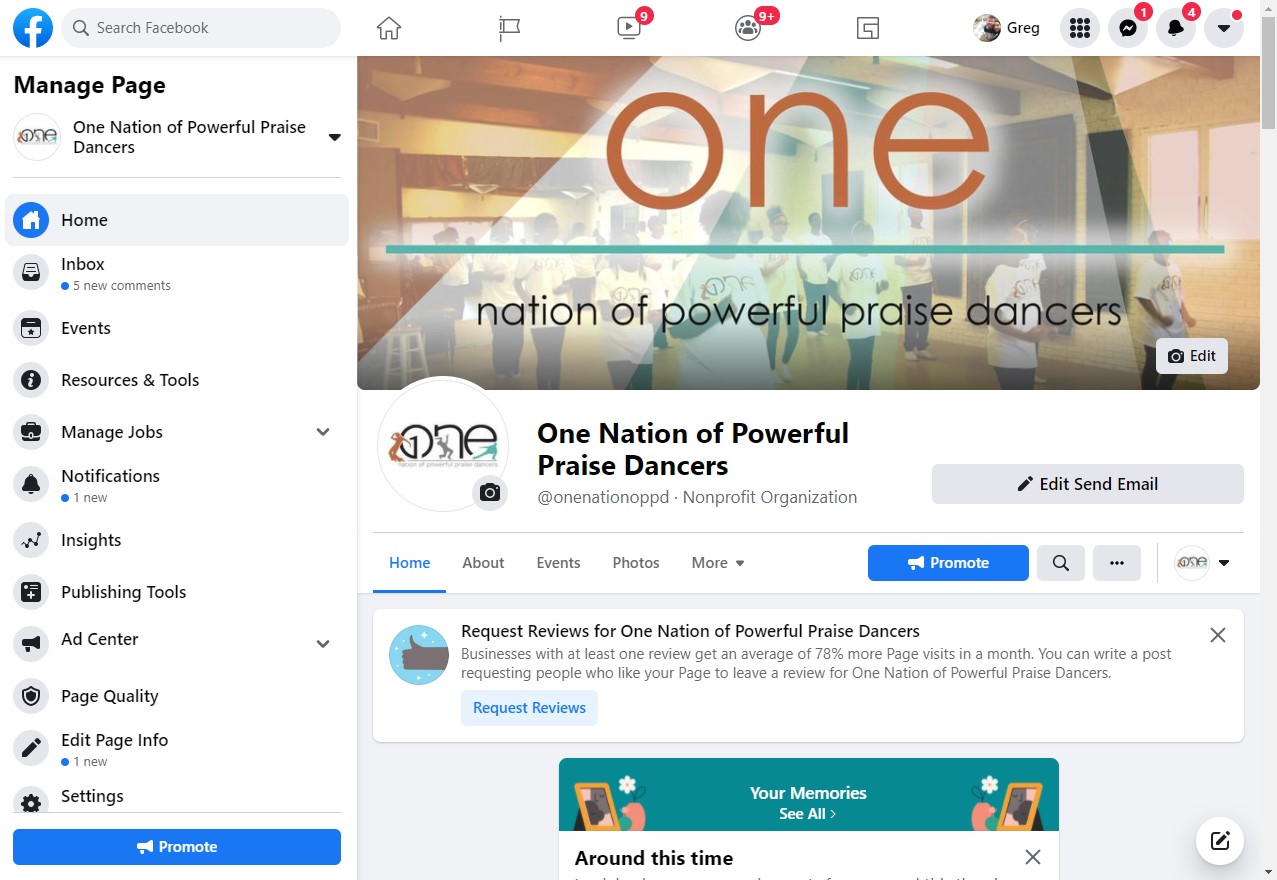 Search Facebook
9
9+
Greg
1
4
Manage Page
One Nation of Powerful Praise
Dancers
Home
Inbox
5 new comments
Events
Resources & Tools
Manage Jobs
Notifications
1 new
Insights
Publishing Tools
Ad Center
Page Quality
Edit Page Info
1 new
Settings
Promote
one
nation of powerful praise dancers
Edit
one
nation of powerful praise dancers
One Nation of Powerful
Praise Dancers
@onenationoppd · Nonprofit Organization
Edit Send Email
Home
About
Events
Photos
More
Promote
Request Reviews for One Nation of Powerful Praise Dancers
Businesses with at least one review get an average of 78% more Page visits in a month. You can write a post
requesting people who like your Page to leave a review for One Nation of Powerful Praise Dancers.
Request Reviews
Your Memories
See All
Around this time